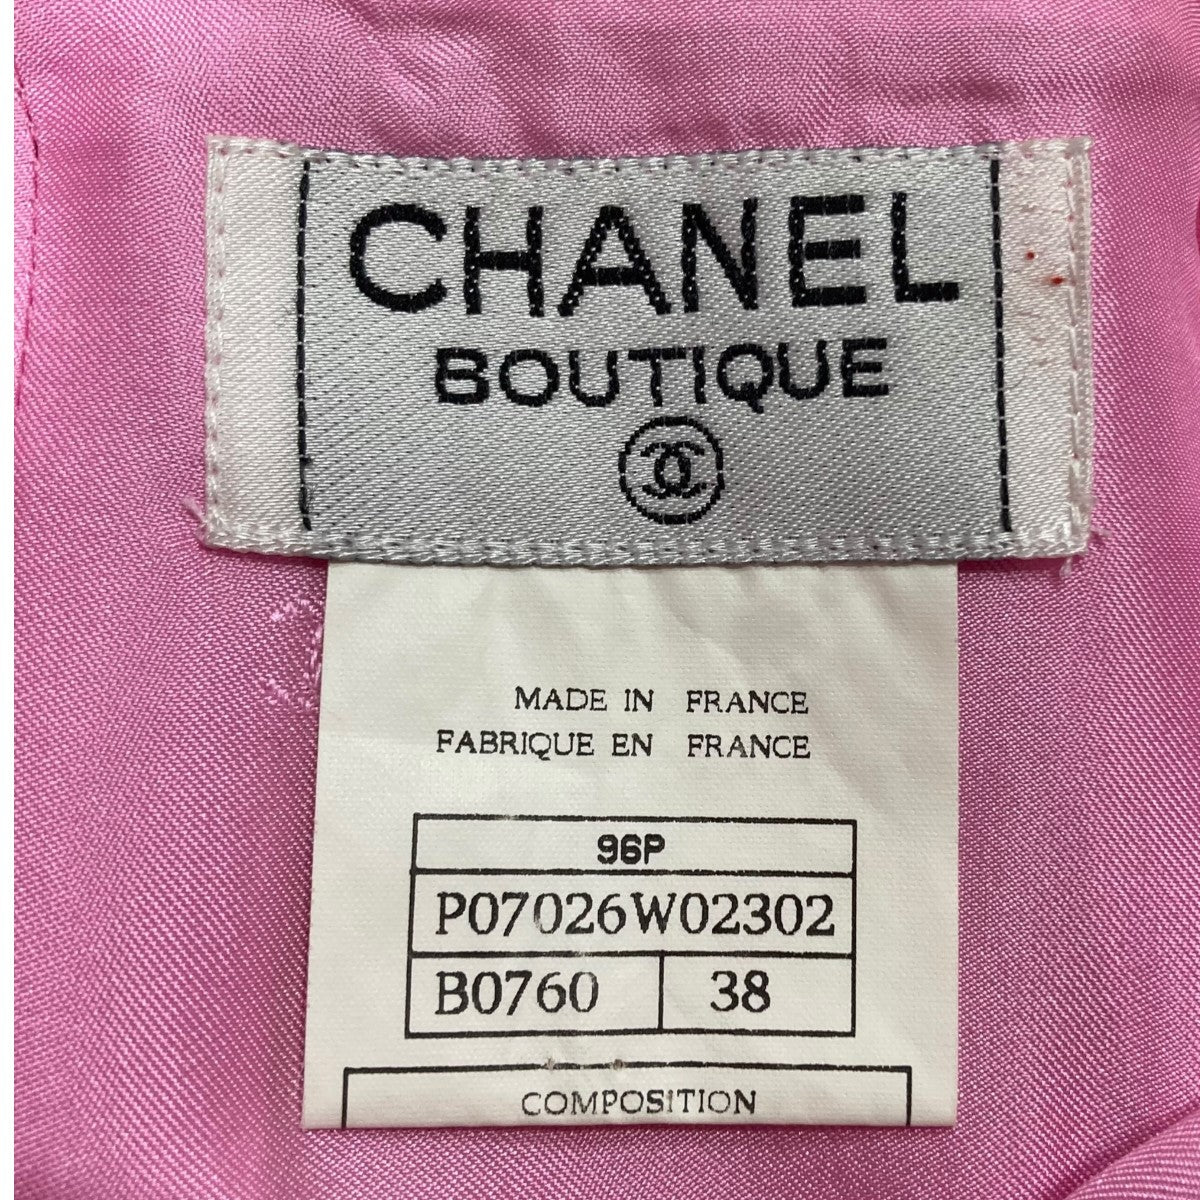 CHANEL
BOUTIQUE
MADE IN FRANCE
FABRIQUE EN FRANCE
96P
P07026W02302
B0760 38
COMPOSITION